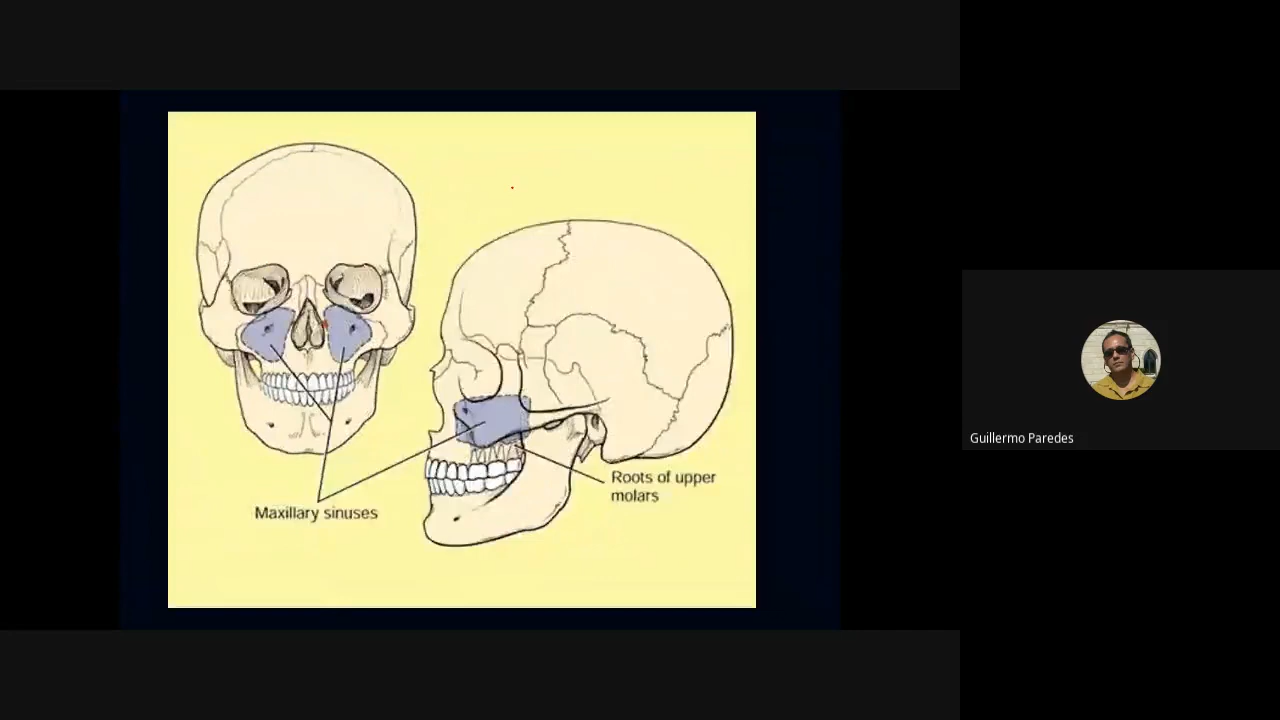 Maxillary sinuses
Roots of upper
molars
Guillermo Paredes